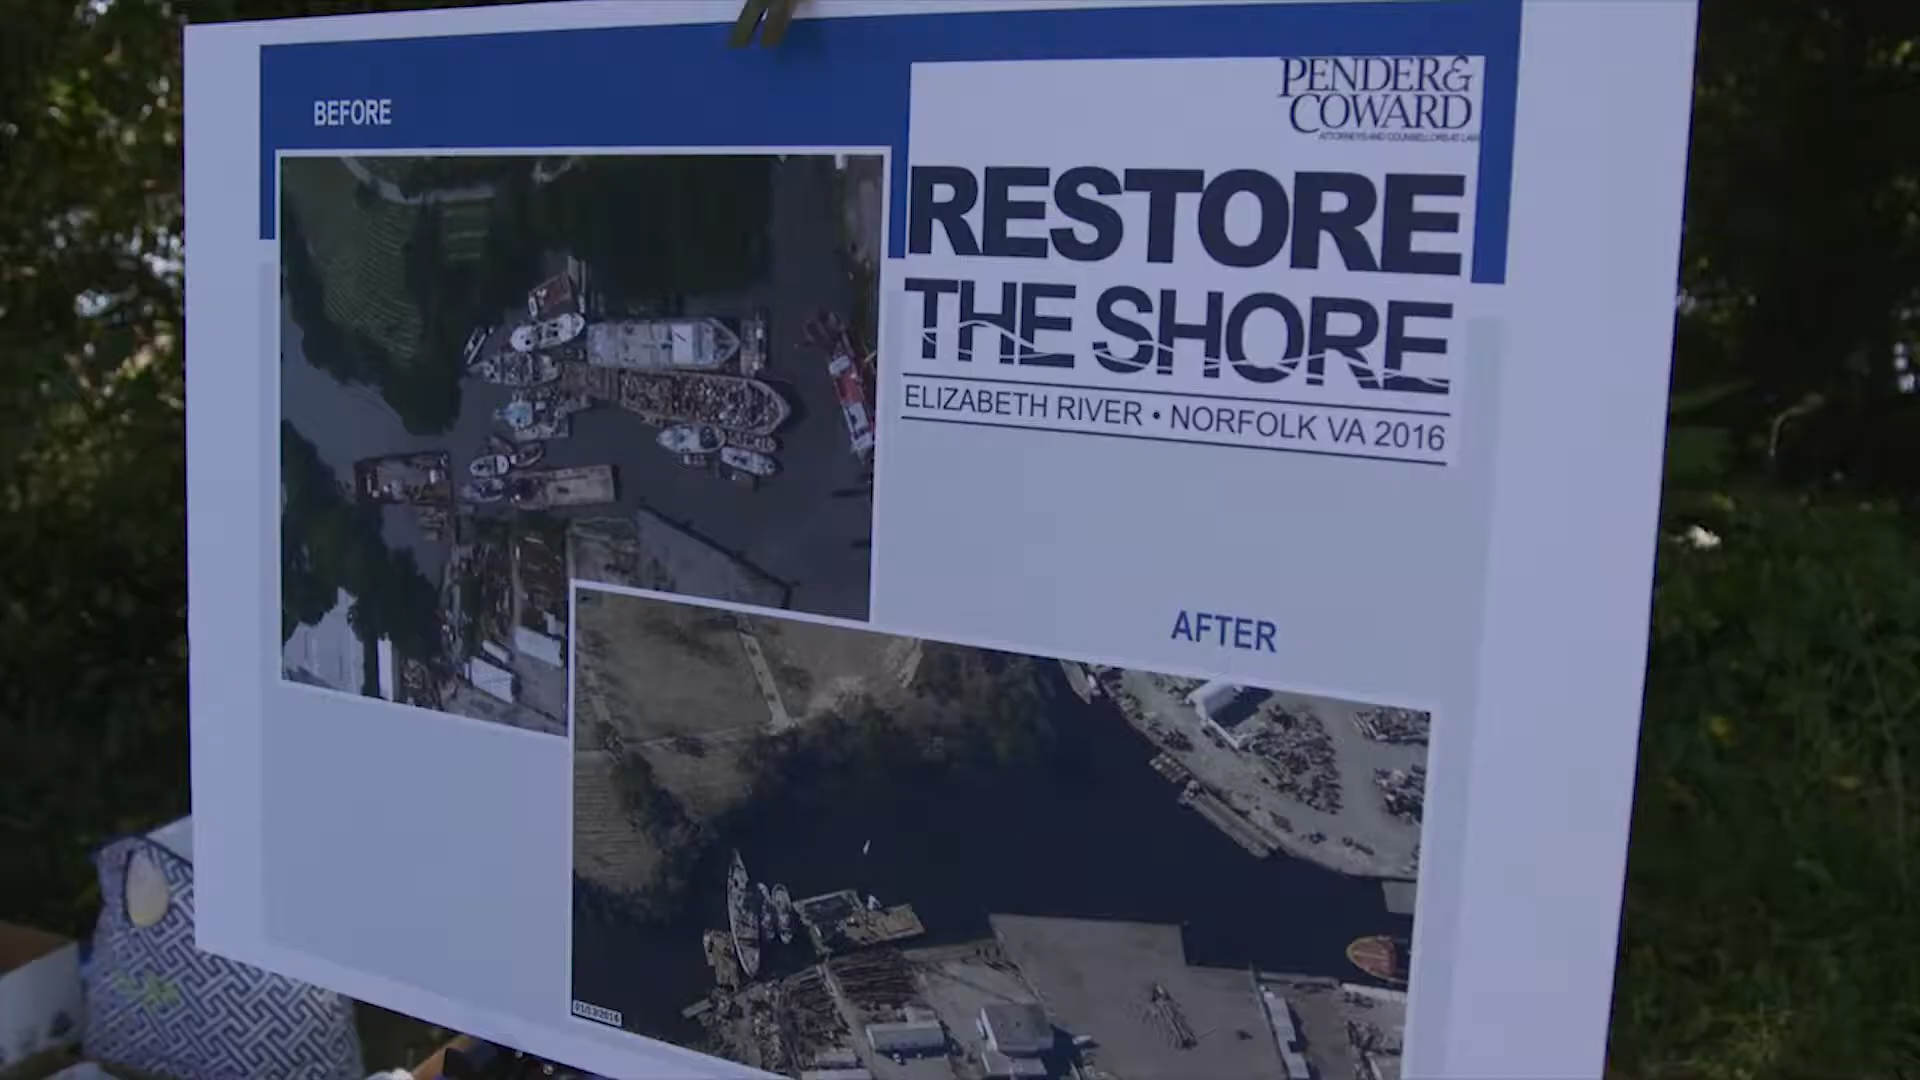 BEFORE
PENDER&
COWARD
ATTORNEYS AND COUNSELLORS AT LAW
RESTORE
THE SHORE
ELIZABETH RIVER • NORFOLK VA 2016
AFTER